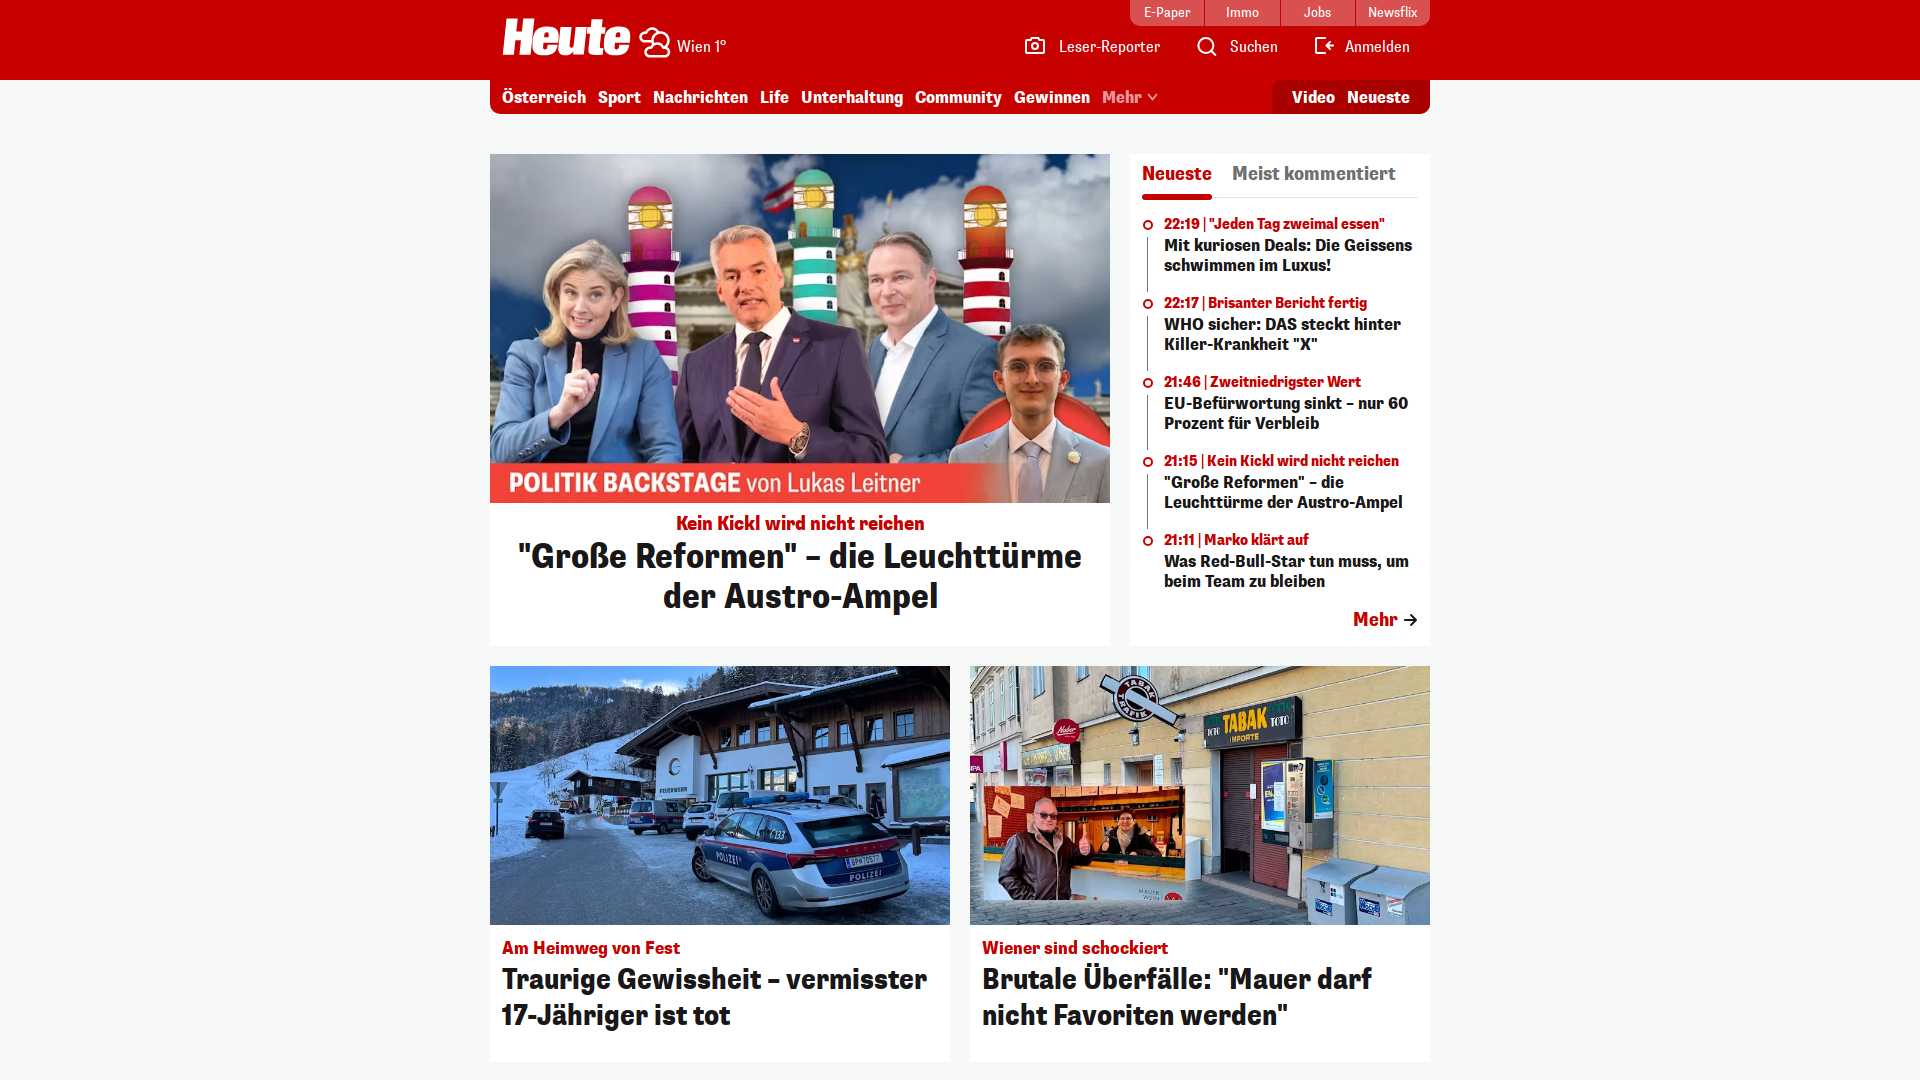 E-Paper
Immo
Jobs
Newsflix
Heute
Wien 1°
Leser-Reporter
Suchen
Anmelden
Österreich
Sport
Nachrichten
Life
Unterhaltung
Community
Gewinnen
Mehr
Video
Neueste
POLITIK BACKSTAGE von Lukas Leitner
Kein Kickl wird nicht reichen
"Große Reformen" – die Leuchttürme
der Austro-Ampel
Neueste
Meist kommentiert
22:19 | "Jeden Tag zweimal essen"
Mit kuriosen Deals: Die Geissens
schwimmen im Luxus!
22:17 | Brisanter Bericht fertig
WHO sicher: DAS steckt hinter
Killer-Krankheit "X"
21:46 | Zweitniedrigster Wert
EU-Befürwortung sinkt – nur 60
Prozent für Verbleib
21:15 | Kein Kickl wird nicht reichen
"Große Reformen" – die
Leuchttürme der Austro-Ampel
21:11 | Marko klärt auf
Was Red-Bull-Star tun muss, um
beim Team zu bleiben
Mehr
FEUERWEHR
POLIZEI
POLIZEI
TABAK
TRAFIK
TOTO
TABAK
TOTO
IMPORTE
Am Heimweg von Fest
Traurige Gewissheit – vermisster
17-Jähriger ist tot
Wiener sind schockiert
Brutale Überfälle: "Mauer darf
nicht Favoriten werden"